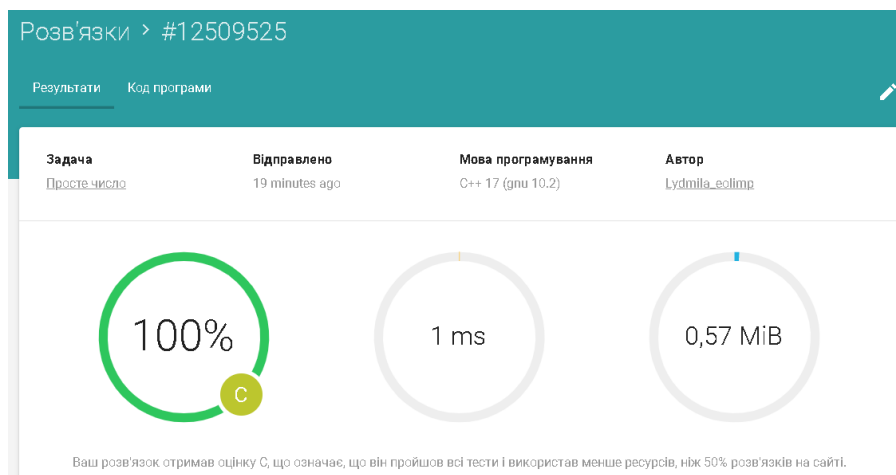 Розв'язки > #12509525
Результати Код програми
Задача Відправлено Мова програмування Автор
Просте число 19 minutes ago C++ 17 (gnu 10.2) Lydmila_eolimp
100% 1 ms 0,57 MiB
C
Ваш розв'язок отримав оцінку C, що означає, що він пройшов всі тести і використав менше ресурсів, ніж 50% розв'язків на сайті.